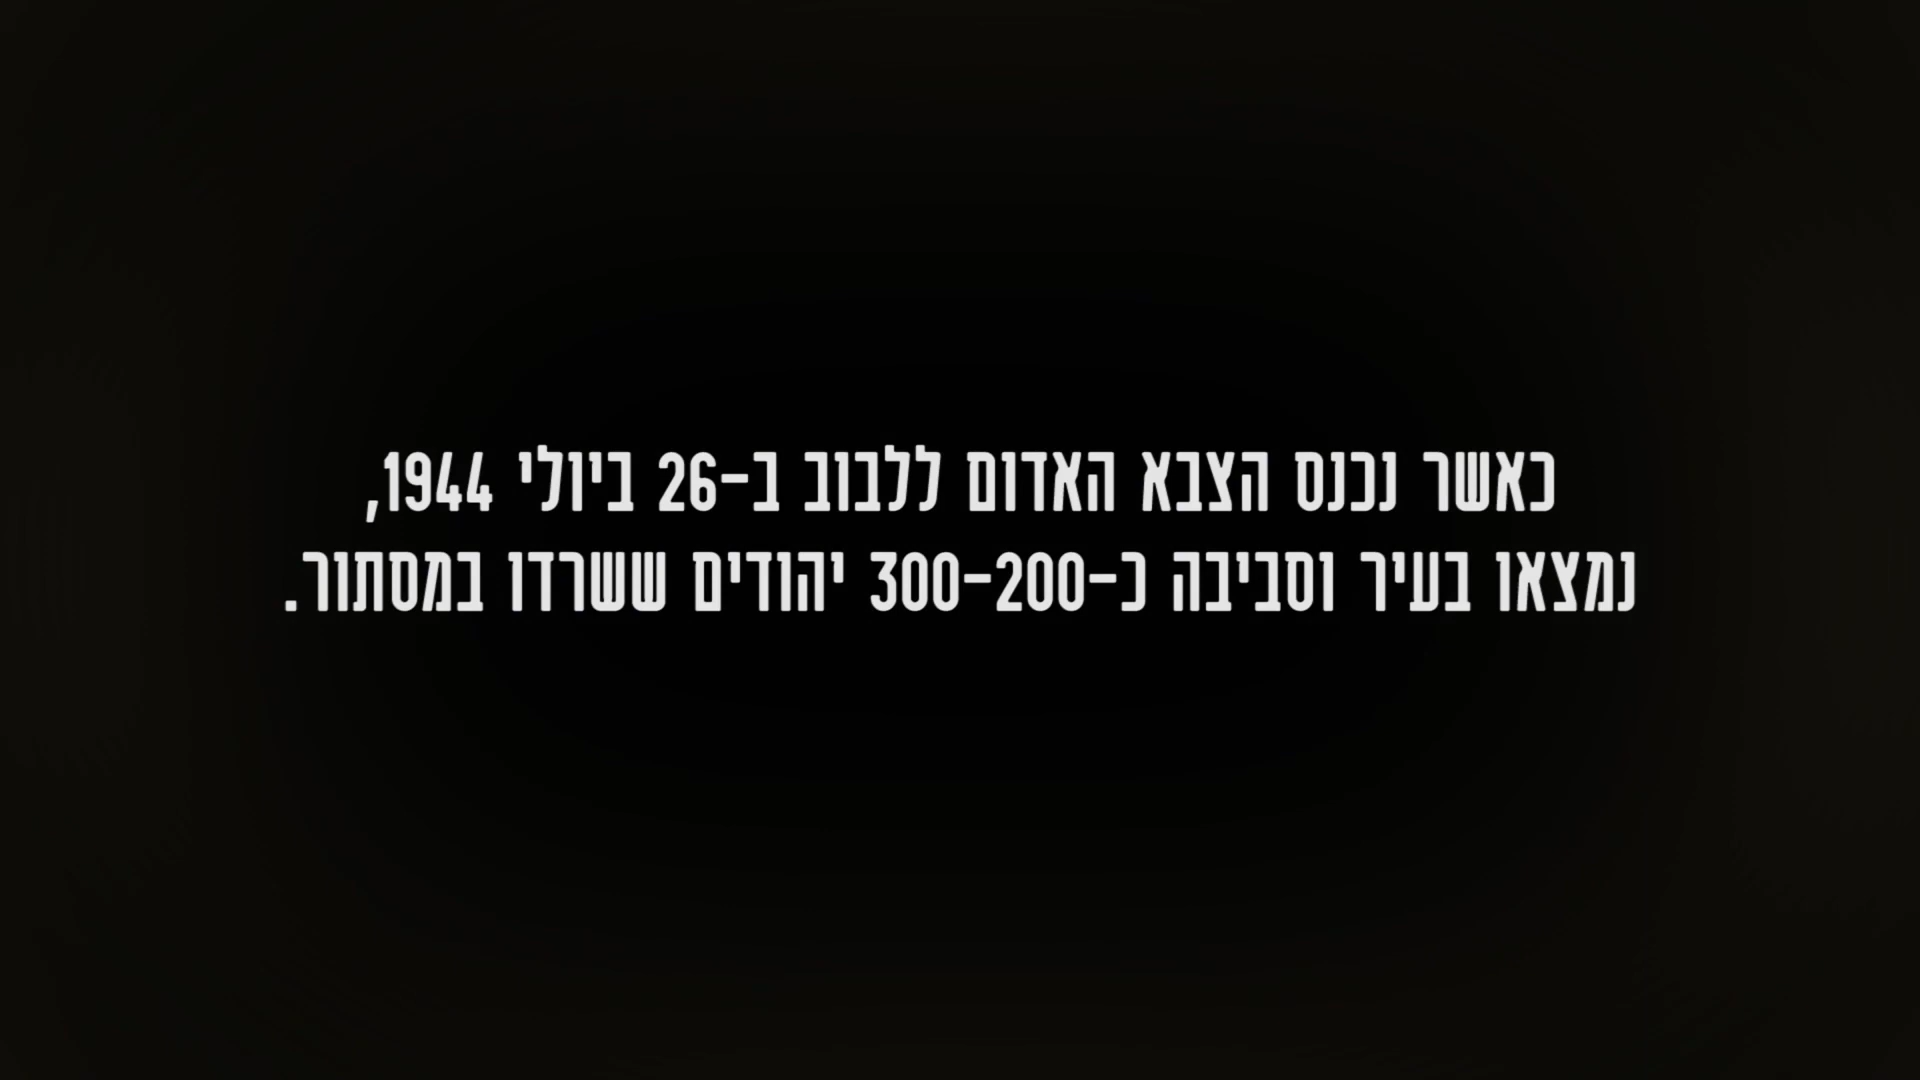 כאשר נכנס הצבא האדום ללבוב ב-26 ביולי 1944,
נמצאו בעיר וסביבה כ-300-200 יהודים ששרדו במסתור.